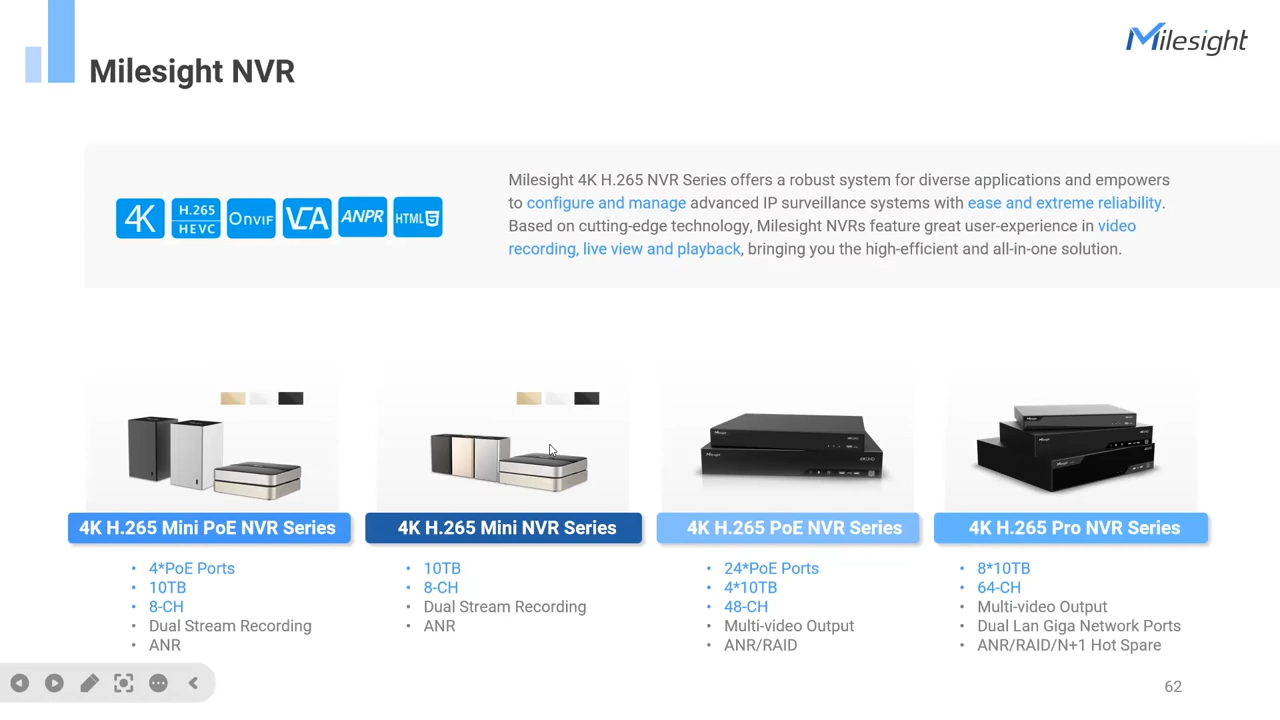 Milesight
Milesight NVR
4K
H.265
HEVC
ONVIF
VCA
ANPR
HTML5
Milesight 4K H.265 NVR Series offers a robust system for diverse applications and empowers
to configure and manage advanced IP surveillance systems with ease and extreme reliability.
Based on cutting-edge technology, Milesight NVRs feature great user-experience in video
recording, live view and playback, bringing you the high-efficient and all-in-one solution.
4K H.265 Mini PoE NVR Series
• 4*PoE Ports
• 10TB
• 8-CH
• Dual Stream Recording
• ANR
4K H.265 Mini NVR Series
• 10TB
• 8-CH
• Dual Stream Recording
• ANR
Milesight
Milesight
4K H.265 PoE NVR Series
• 24*PoE Ports
• 4*10TB
• 48-CH
• Multi-video Output
• ANR/RAID
Milesight
Milesight
4K H.265 Pro NVR Series
• 8*10TB
• 64-CH
• Multi-video Output
• Dual Lan Giga Network Ports
• ANR/RAID/N+1 Hot Spare
62